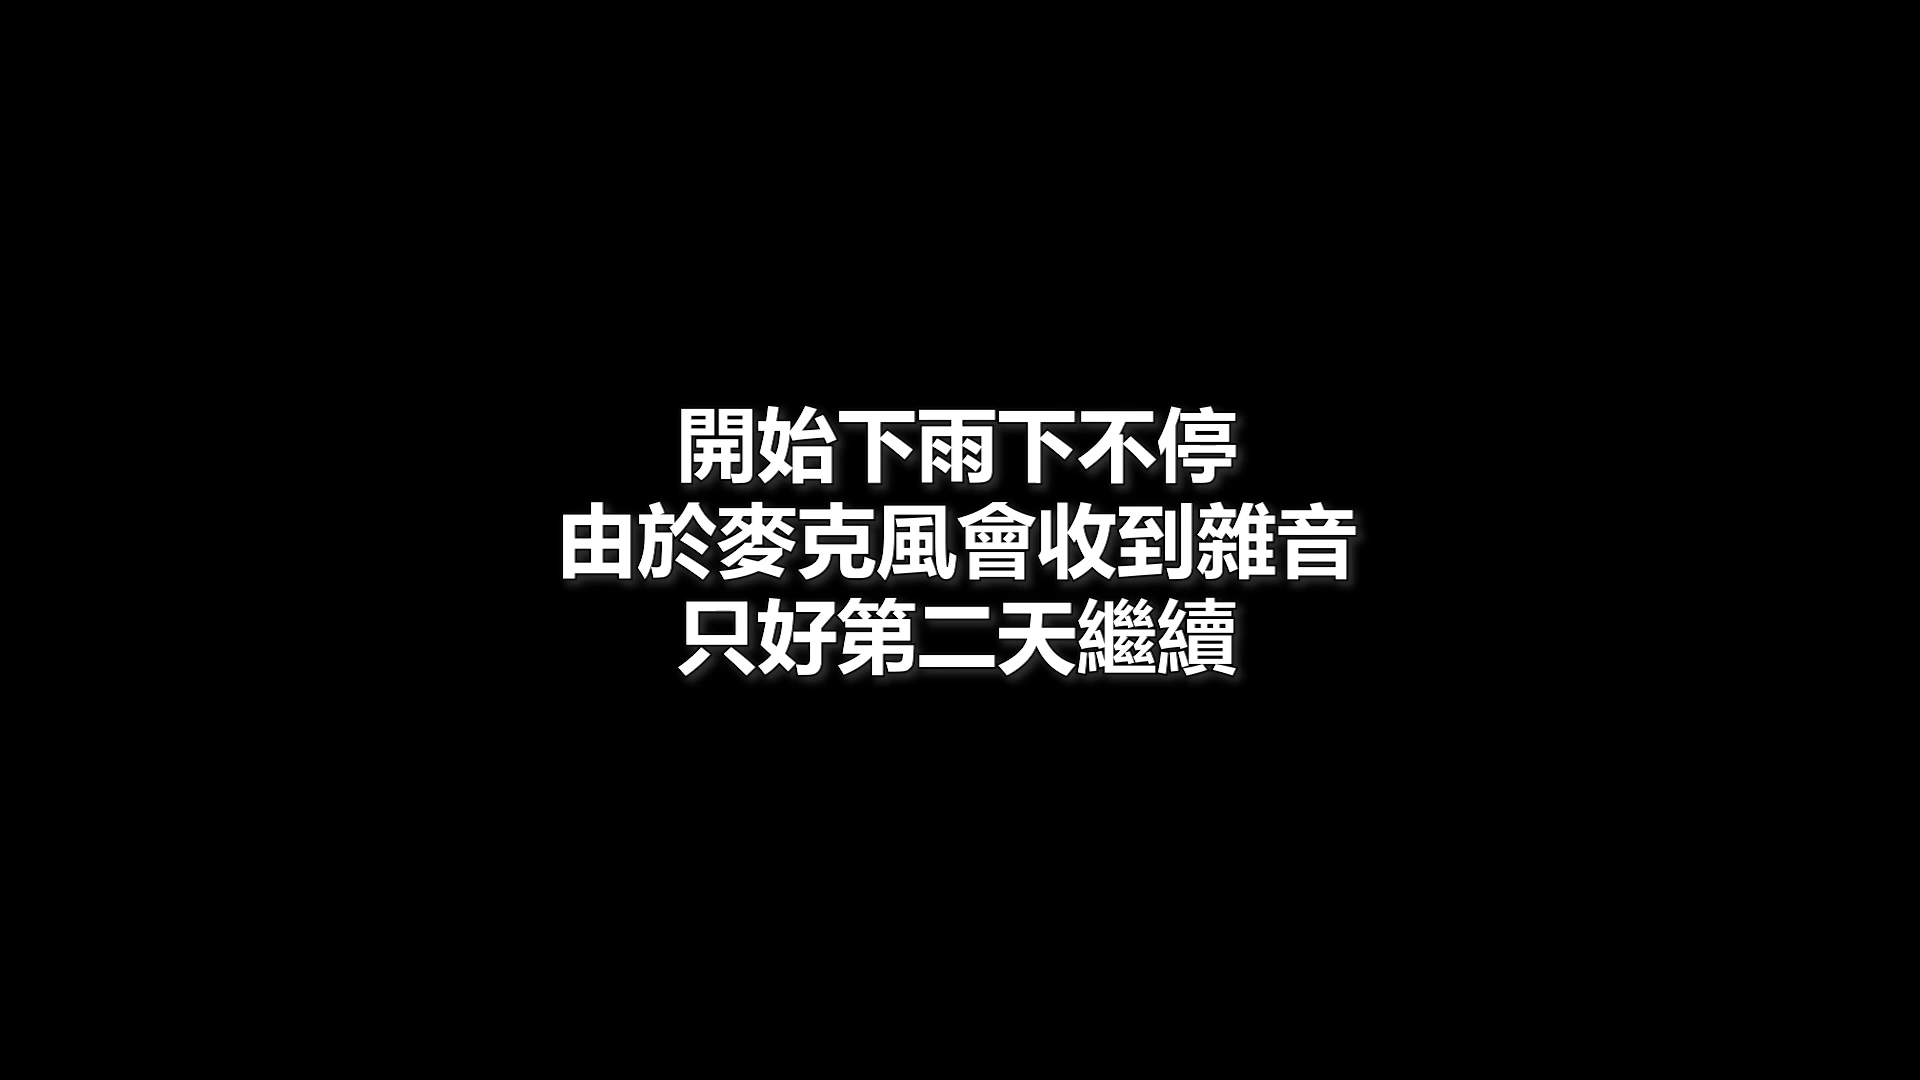 開始下雨下不停
由於麥克風會收到雜音
只好第二天繼續